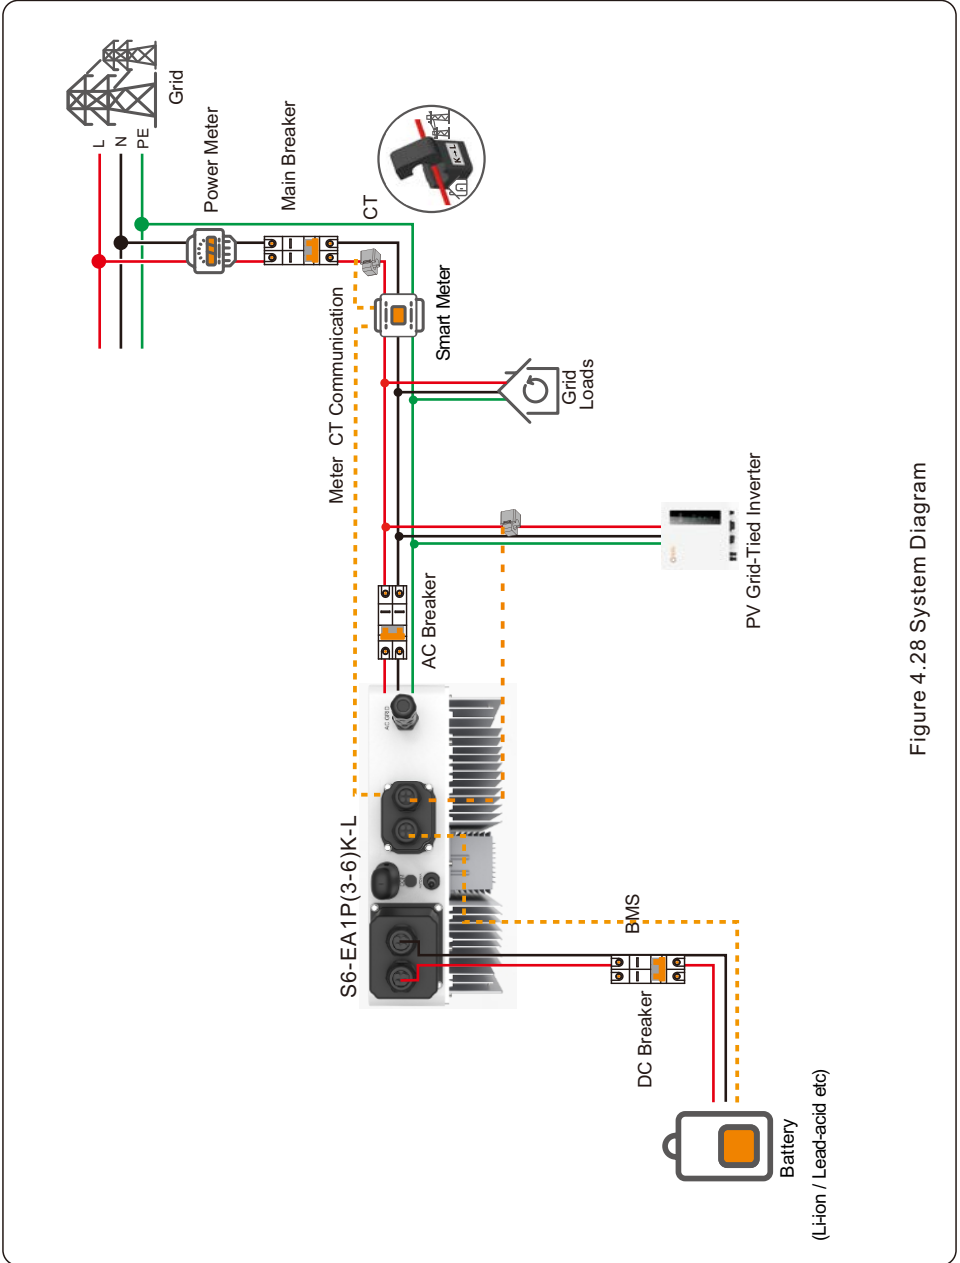 Grid
L
N
PE
Power Meter
Main Breaker
CT
K→L
Meter CT Communication
Smart Meter
Grid
Loads
AC Breaker
PV Grid-Tied Inverter
AC GRID
S6-EA1P(3-6)K-L
BMS
DC Breaker
Battery
(Li-ion / Lead-acid etc)
Figure 4.28 System Diagram